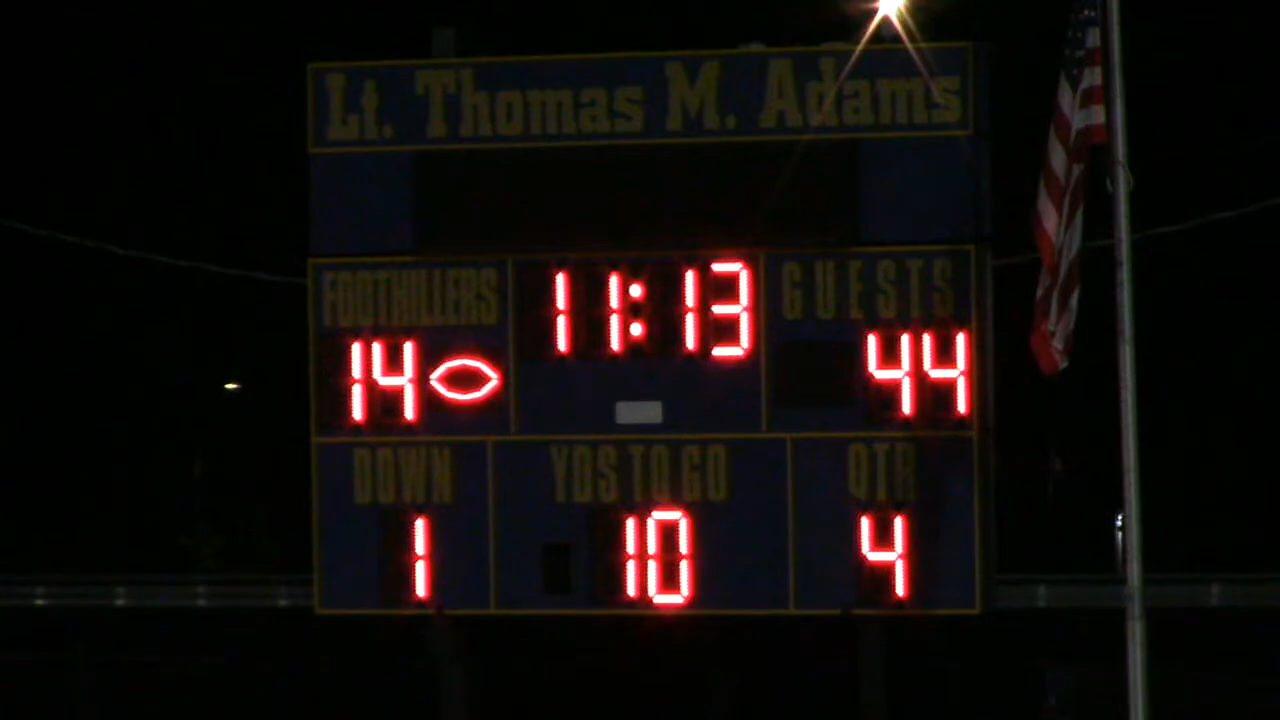 Lt. Thomas M. Adams
FOOTHILLERS 11:13 GUESTS
14 44
DOWN YDS TO GO QTR
1 10 4